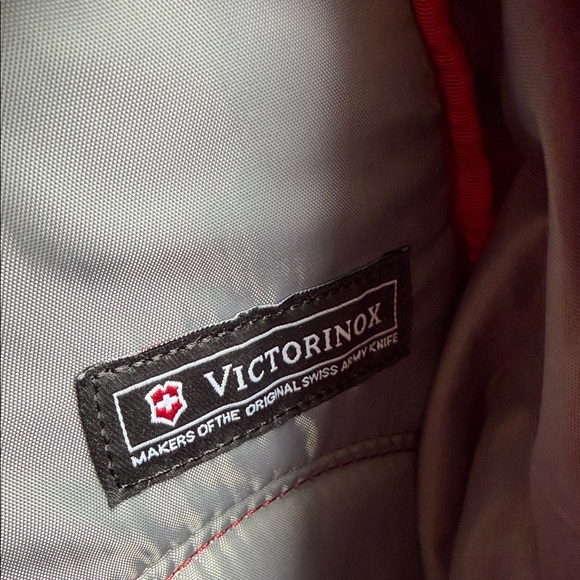 VICTORINOX
MAKERS OF THE ORIGINAL SWISS ARMY KNIFE